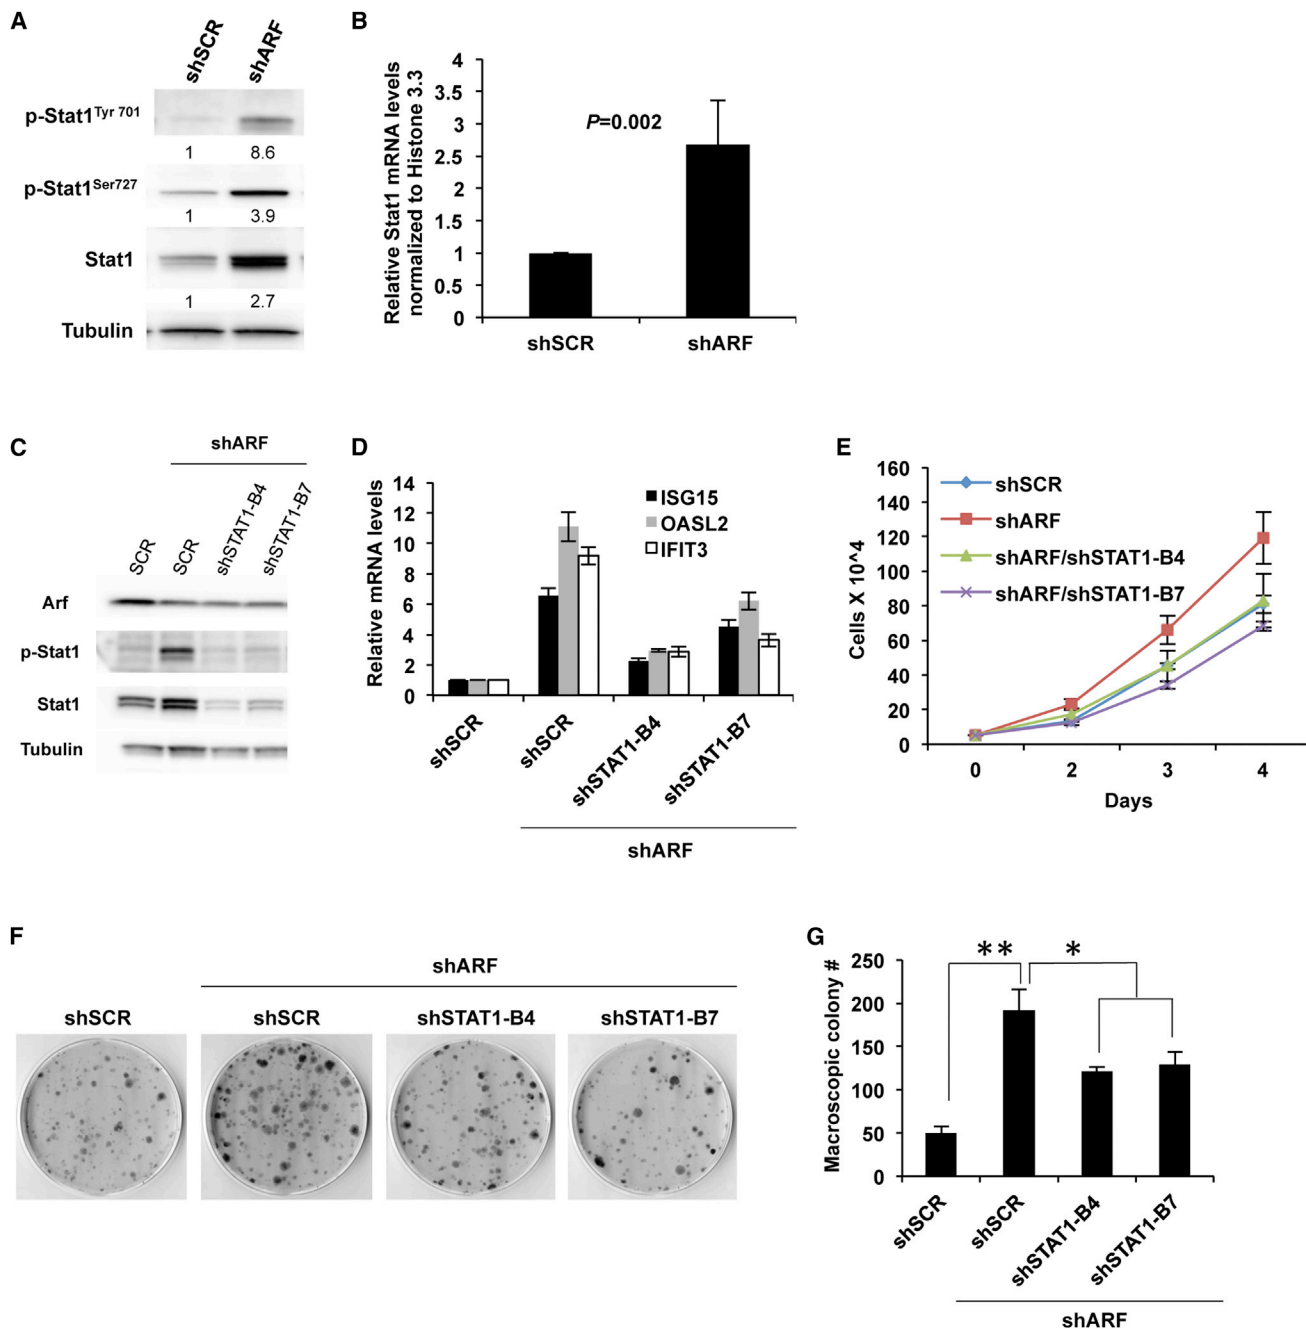 A
shSCR
shARF
p-Stat1Tyr 701
1 8.6
p-Stat1Ser727
1 3.9
Stat1
1 2.7
Tubulin
B
Relative Stat1 mRNA levels
normalized to Histone 3.3
4
3.5
3
2.5
2
1.5
1
0.5
0
P=0.002
shSCR shARF
C
shARF
SCR
SCR
shSTAT1-B4
shSTAT1-B7
Arf
p-Stat1
Stat1
Tubulin
D
Relative mRNA levels
14
12
10
8
6
4
2
0
ISG15
OASL2
IFIT3
shSCR
shSCR
shSTAT1-B4
shSTAT1-B7
shARF
E
Cells X 10^4
160
140
120
100
80
60
40
20
0
shSCR
shARF
shARF/shSTAT1-B4
shARF/shSTAT1-B7
0 2 3 4
Days
F
shARF
shSCR shSCR shSTAT1-B4 shSTAT1-B7
G
Macroscopic colony #
250
200
150
100
50
0
** *
shSCR
shSCR
shSTAT1-B4
shSTAT1-B7
shARF